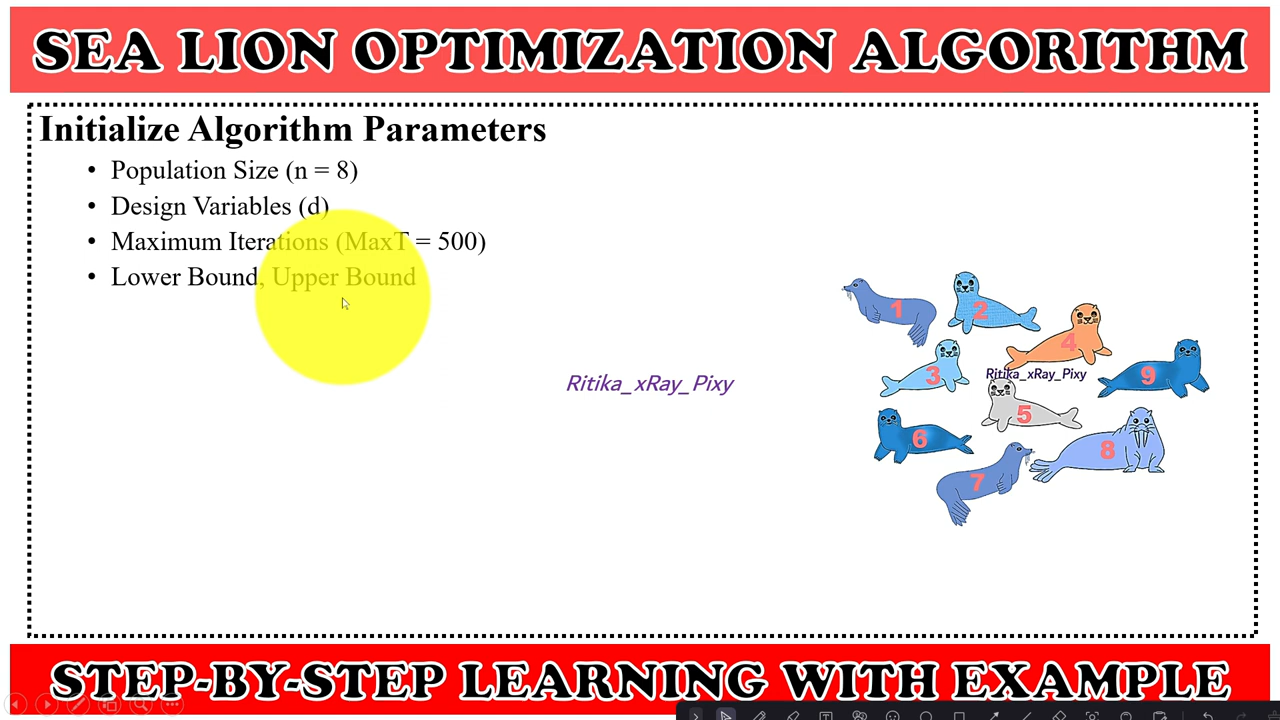 SEA LION OPTIMIZATION ALGORITHM
Initialize Algorithm Parameters
• Population Size (n = 8)
• Design Variables (d)
• Maximum Iterations (MaxT = 500)
• Lower Bound, Upper Bound
1
2
3
4
Ritika_xRay_Pixy
9
Ritika_xRay_Pixy
5
6
8
7
STEP-BY-STEP LEARNING WITH EXAMPLE